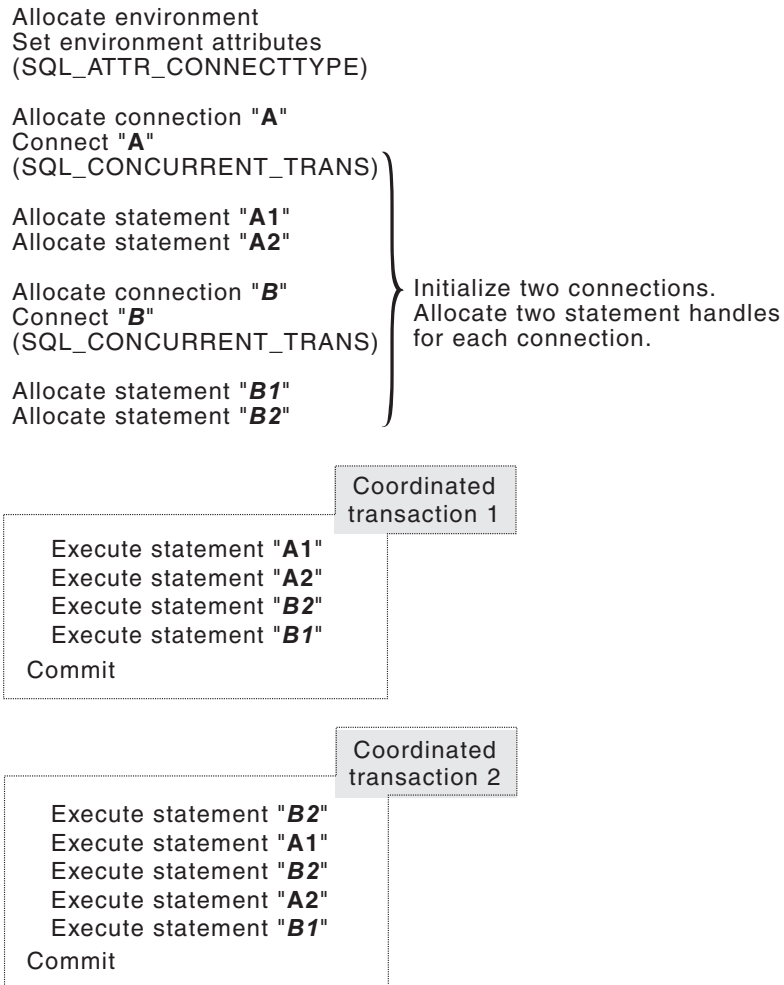 Allocate environment
Set environment attributes
(SQL_ATTR_CONNECTTYPE)
Allocate connection "A"
Connect "A"
(SQL_CONCURRENT_TRANS)
Allocate statement "A1"
Allocate statement "A2"
Allocate connection "B"
Connect "B"
(SQL_CONCURRENT_TRANS)
Allocate statement "B1"
Allocate statement "B2"
Initialize two connections.
Allocate two statement handles
for each connection.
Coordinated
transaction 1
Execute statement "A1"
Execute statement "A2"
Execute statement "B2"
Execute statement "B1"
Commit
Coordinated
transaction 2
Execute statement "B2"
Execute statement "A1"
Execute statement "B2"
Execute statement "A2"
Execute statement "B1"
Commit